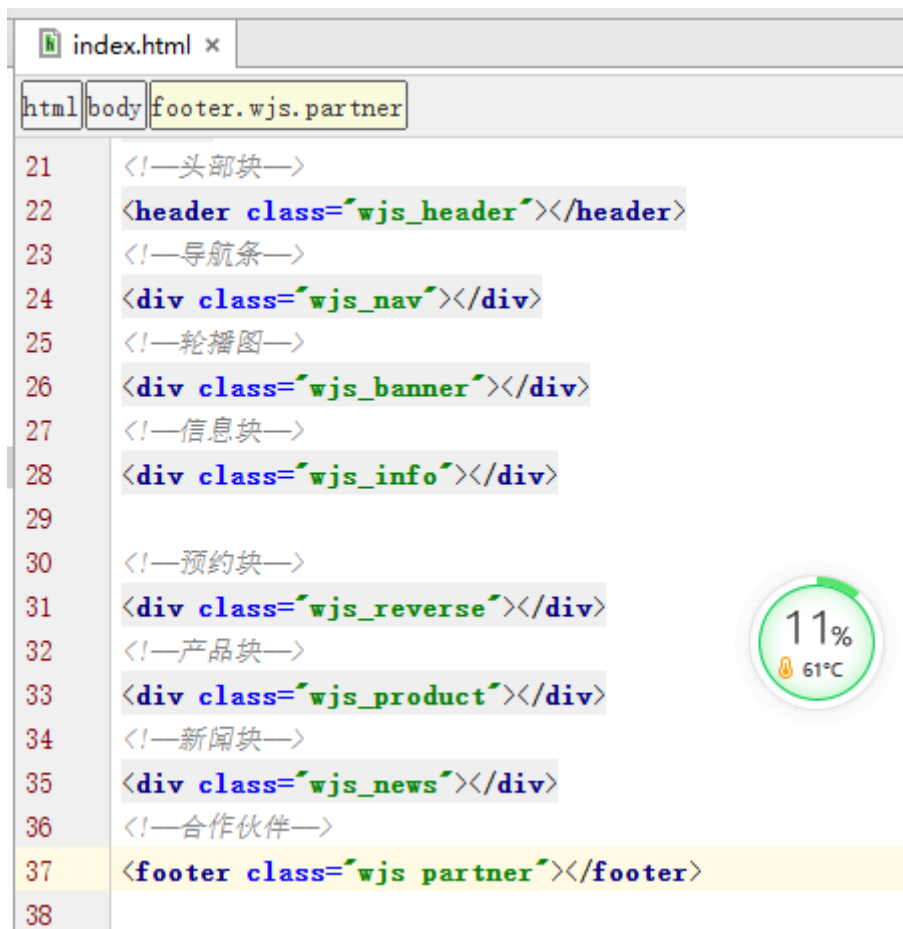 index.html ×
html body footer.wjs.partner
21 <!--头部块-->
22 <header class="wjs_header"></header>
23 <!--导航条-->
24 <div class="wjs_nav"></div>
25 <!--轮播图-->
26 <div class="wjs_banner"></div>
27 <!--信息块-->
28 <div class="wjs_info"></div>
29
30 <!--预约块-->
31 <div class="wjs_reverse"></div>
32 <!--产品块-->
33 <div class="wjs_product"></div>
34 <!--新闻块-->
35 <div class="wjs_news"></div>
36 <!--合作伙伴-->
37 <footer class="wjs partner"></footer>
38
11%
61°C